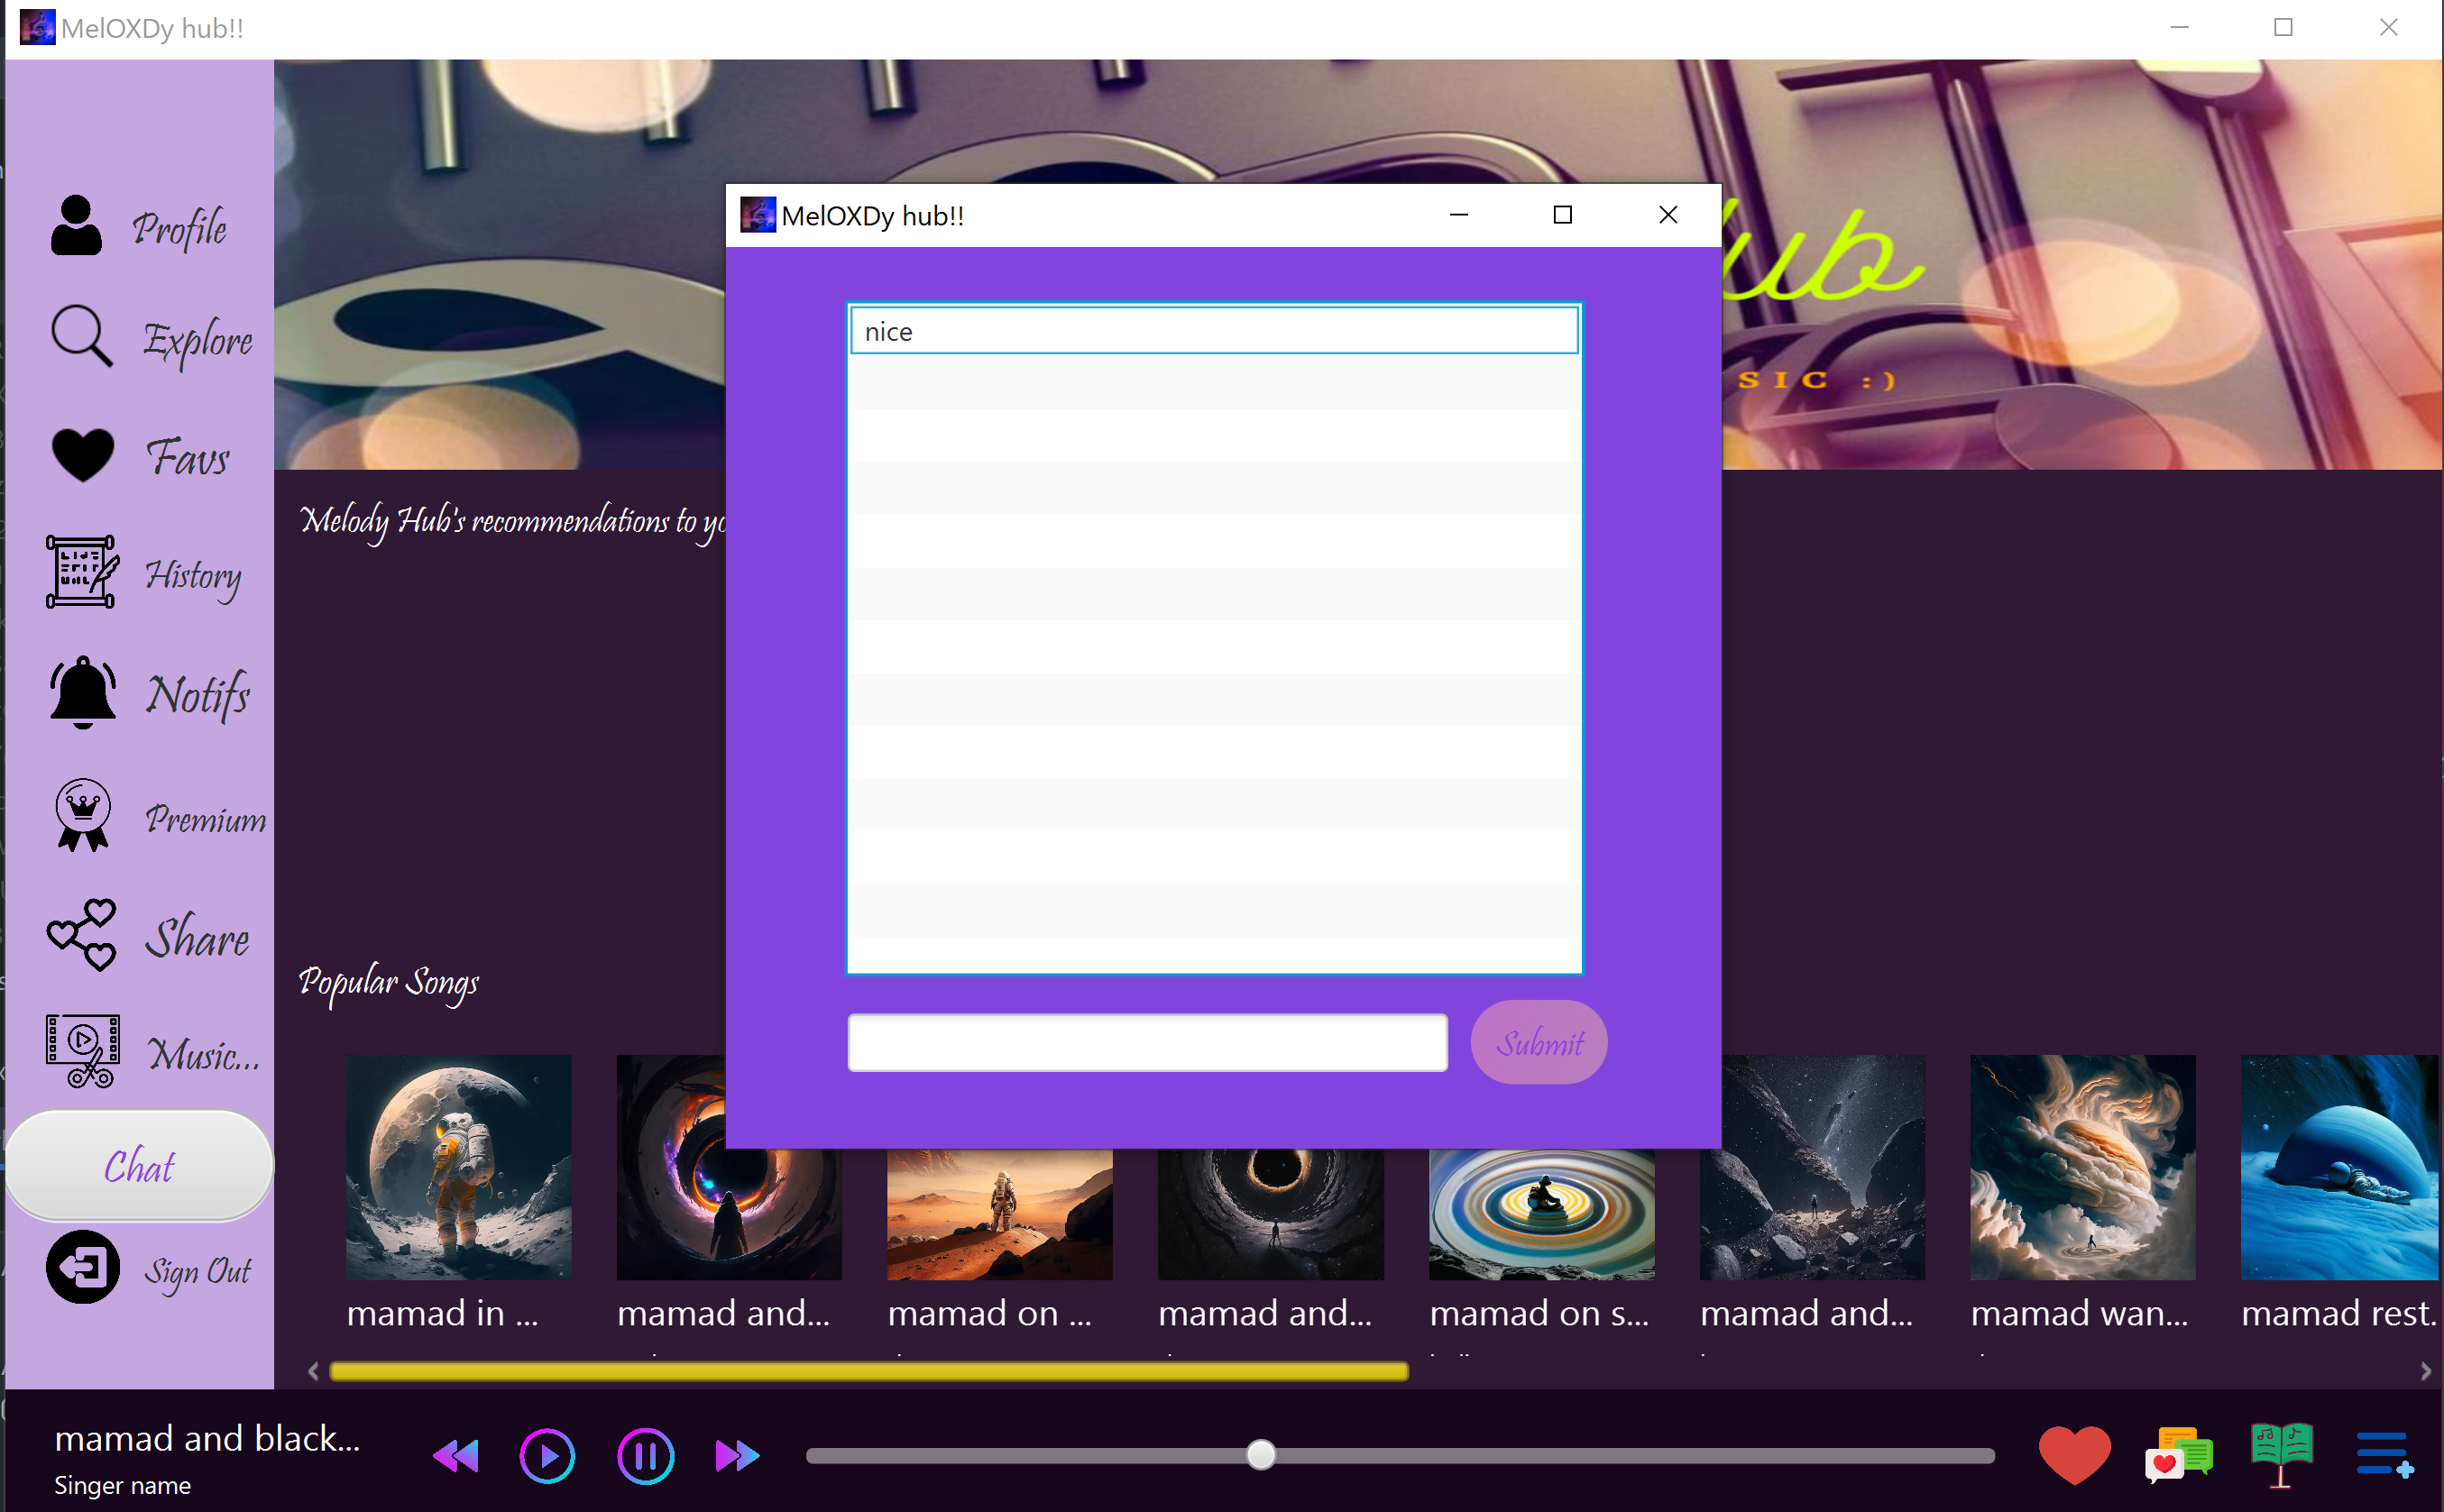 MelOXDy hub!!
Profile
Explore
Favs
History
Notifs
Premium
Share
Music...
Chat
Sign Out
ub
SIC :)
Melody Hub's recommendations to yo
MelOXDy hub!!
nice
Submit
Popular Songs
mamad in ...
mamad and...
mamad on ...
mamad and...
mamad on s...
mamad and...
mamad wan...
mamad rest.
mamad and black...
Singer name